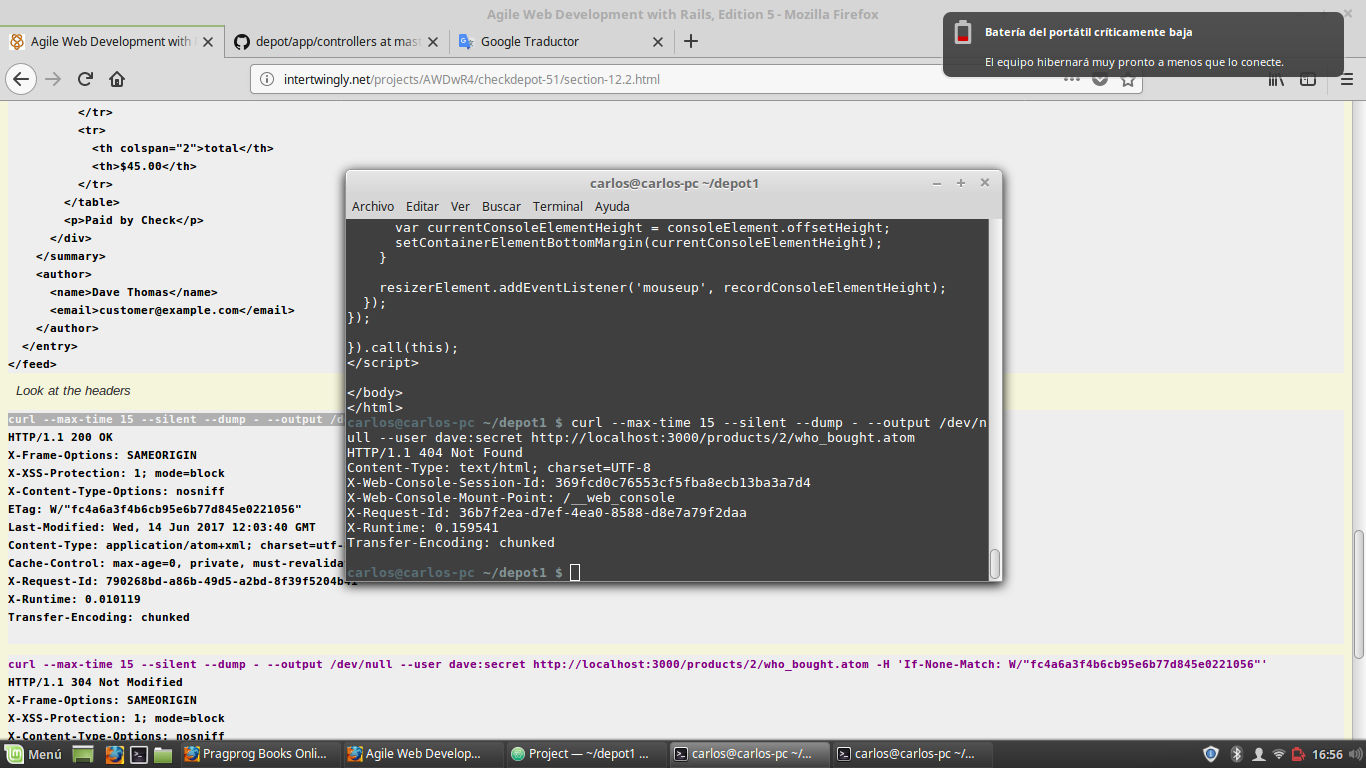 Agile Web Development with Rails, Edition 5 - Mozilla Firefox
Agile Web Development with
depot/app/controllers at mast
Google Traductor
Batería del portátil críticamente baja
El equipo hibernará muy pronto a menos que lo conecte.
intertwingly.net/projects/AWDwR4/checkdepot-51/section-12.2.html
</tr>
<tr>
<th colspan="2">total</th>
<th>$45.00</th>
</tr>
</table>
<p>Paid by Check</p>
</div>
</summary>
<author>
<name>Dave Thomas</name>
<email>customer@example.com</email>
</author>
</entry>
</feed>
Look at the headers
curl --max-time 15 --silent --dump - --output /d
HTTP/1.1 200 OK
X-Frame-Options: SAMEORIGIN
X-XSS-Protection: 1; mode=block
X-Content-Type-Options: nosniff
ETag: W/"fc4a6a3f4b6cb95e6b77d845e0221056"
Last-Modified: Wed, 14 Jun 2017 12:03:40 GMT
Content-Type: application/atom+xml; charset=utf-
Cache-Control: max-age=0, private, must-revalida
X-Request-Id: 790268bd-a86b-49d5-a2bd-8f39f5204b41
X-Runtime: 0.010119
Transfer-Encoding: chunked
curl --max-time 15 --silent --dump - --output /dev/null --user dave:secret http://localhost:3000/products/2/who_bought.atom -H 'If-None-Match: W/"fc4a6a3f4b6cb95e6b77d845e0221056"'
HTTP/1.1 304 Not Modified
X-Frame-Options: SAMEORIGIN
X-XSS-Protection: 1; mode=block
X-Content-Type-Options: nosniff
carlos@carlos-pc ~/depot1
Archivo Editar Ver Buscar Terminal Ayuda
var currentConsoleElementHeight = consoleElement.offsetHeight;
setContainerElementBottomMargin(currentConsoleElementHeight);
}
resizerElement.addEventListener('mouseup', recordConsoleElementHeight);
});
});
}).call(this);
</script>
</body>
</html>
carlos@carlos-pc ~/depot1 $ curl --max-time 15 --silent --dump - --output /dev/n
ull --user dave:secret http://localhost:3000/products/2/who_bought.atom
HTTP/1.1 404 Not Found
Content-Type: text/html; charset=UTF-8
X-Web-Console-Session-Id: 369fcd0c76553cf5fba8ecb13ba3a7d4
X-Web-Console-Mount-Point: /__web_console
X-Request-Id: 36b7f2ea-d7ef-4ea0-8588-d8e7a79f2daa
X-Runtime: 0.159541
Transfer-Encoding: chunked
carlos@carlos-pc ~/depot1 $
Menú
Pragprog Books Onli...
Agile Web Develop...
Project — ~/depot1 ...
carlos@carlos-pc ~/...
carlos@carlos-pc ~/...
16:56